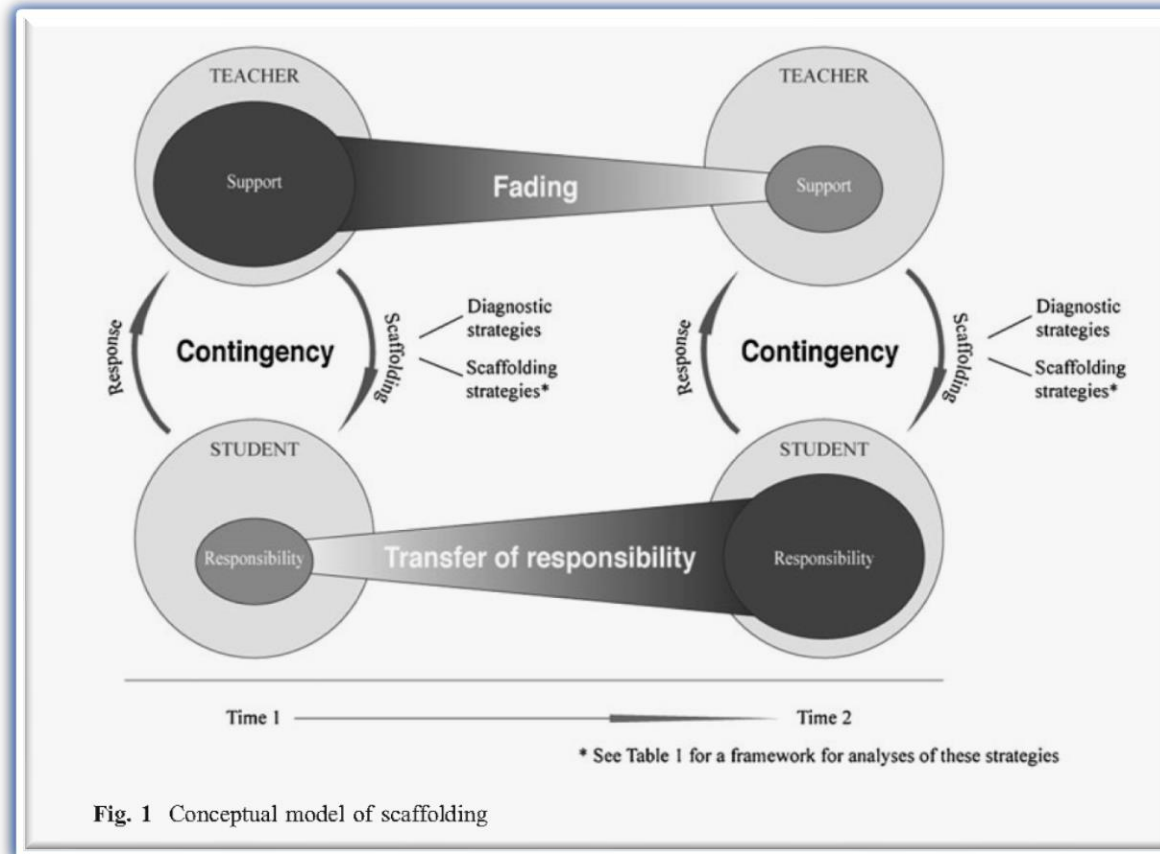 TEACHER
TEACHER
Support
Fading
Support
Response
Contingency
Scaffolding
Diagnostic
strategies
Scaffolding
strategies*
Response
Contingency
Scaffolding
Diagnostic
strategies
Scaffolding
strategies*
STUDENT
STUDENT
Responsibility
Transfer of responsibility
Responsibility
Time 1
Time 2
* See Table 1 for a framework for analyses of these strategies
Fig. 1 Conceptual model of scaffolding